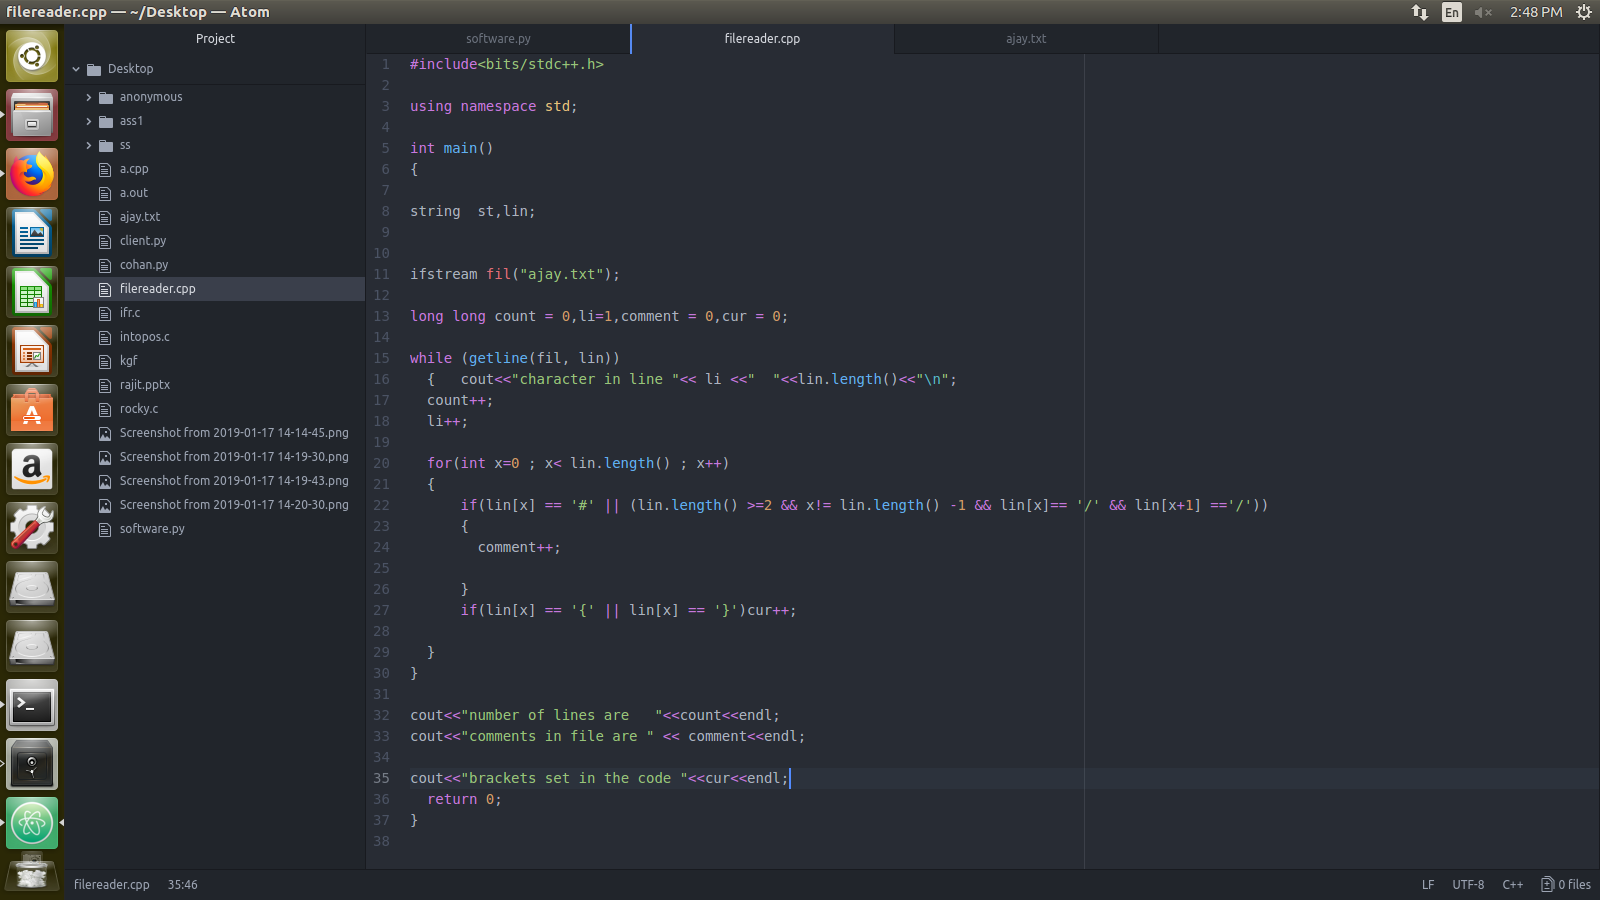 filereader.cpp — ~/Desktop — Atom
En
2:48 PM
Project
Desktop
anonymous
ass1
ss
a.cpp
a.out
ajay.txt
client.py
cohan.py
filereader.cpp
ifr.c
intopos.c
kgf
rajit.pptx
rocky.c
Screenshot from 2019-01-17 14-14-45.png
Screenshot from 2019-01-17 14-19-30.png
Screenshot from 2019-01-17 14-19-43.png
Screenshot from 2019-01-17 14-20-30.png
software.py
software.py
filereader.cpp
ajay.txt
1 #include<bits/stdc++.h>
2
3 using namespace std;
4
5 int main()
6 {
7
8 string  st,lin;
9
10
11 ifstream fil("ajay.txt");
12
13 long long count = 0,li=1,comment = 0,cur = 0;
14
15 while (getline(fil, lin))
16   {   cout<<"character in line "<< li <<"  "<<lin.length()<<"\n";
17   count++;
18   li++;
19
20   for(int x=0 ; x< lin.length() ; x++)
21   {
22       if(lin[x] == '#' || (lin.length() >=2 && x!= lin.length() -1 && lin[x]== '/' && lin[x+1] =='/'))
23       {
24         comment++;
25
26       }
27       if(lin[x] == '{' || lin[x] == '}')cur++;
28
29   }
30 }
31
32 cout<<"number of lines are   "<<count<<endl;
33 cout<<"comments in file are " << comment<<endl;
34
35 cout<<"brackets set in the code "<<cur<<endl;
36   return 0;
37 }
38
filereader.cpp
35:46
LF
UTF-8
C++
0 files